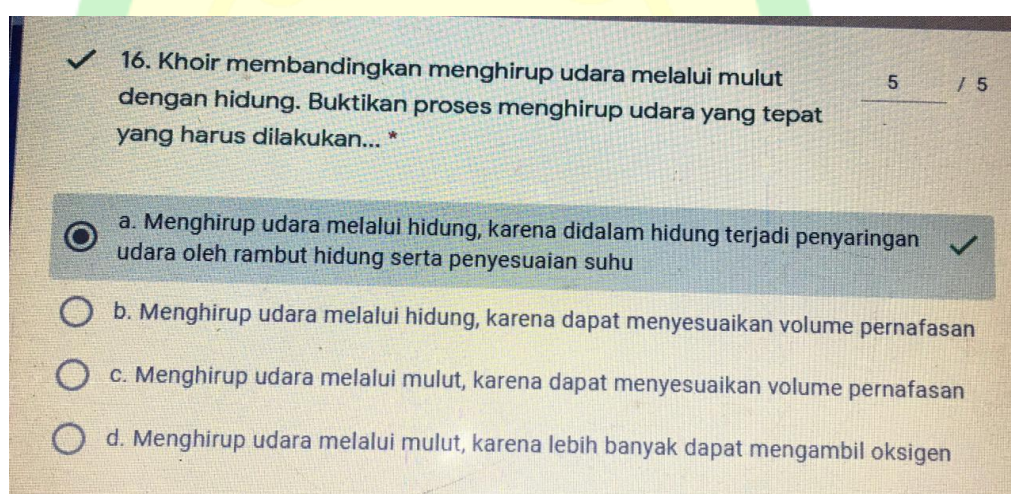 16. Khoir membandingkan menghirup udara melalui mulut
5 / 5
dengan hidung. Buktikan proses menghirup udara yang tepat
yang harus dilakukan... *
a. Menghirup udara melalui hidung, karena didalam hidung terjadi penyaringan
udara oleh rambut hidung serta penyesuaian suhu
b. Menghirup udara melalui hidung, karena dapat menyesuaikan volume pernafasan
c. Menghirup udara melalui mulut, karena dapat menyesuaikan volume pernafasan
d. Menghirup udara melalui mulut, karena lebih banyak dapat mengambil oksigen